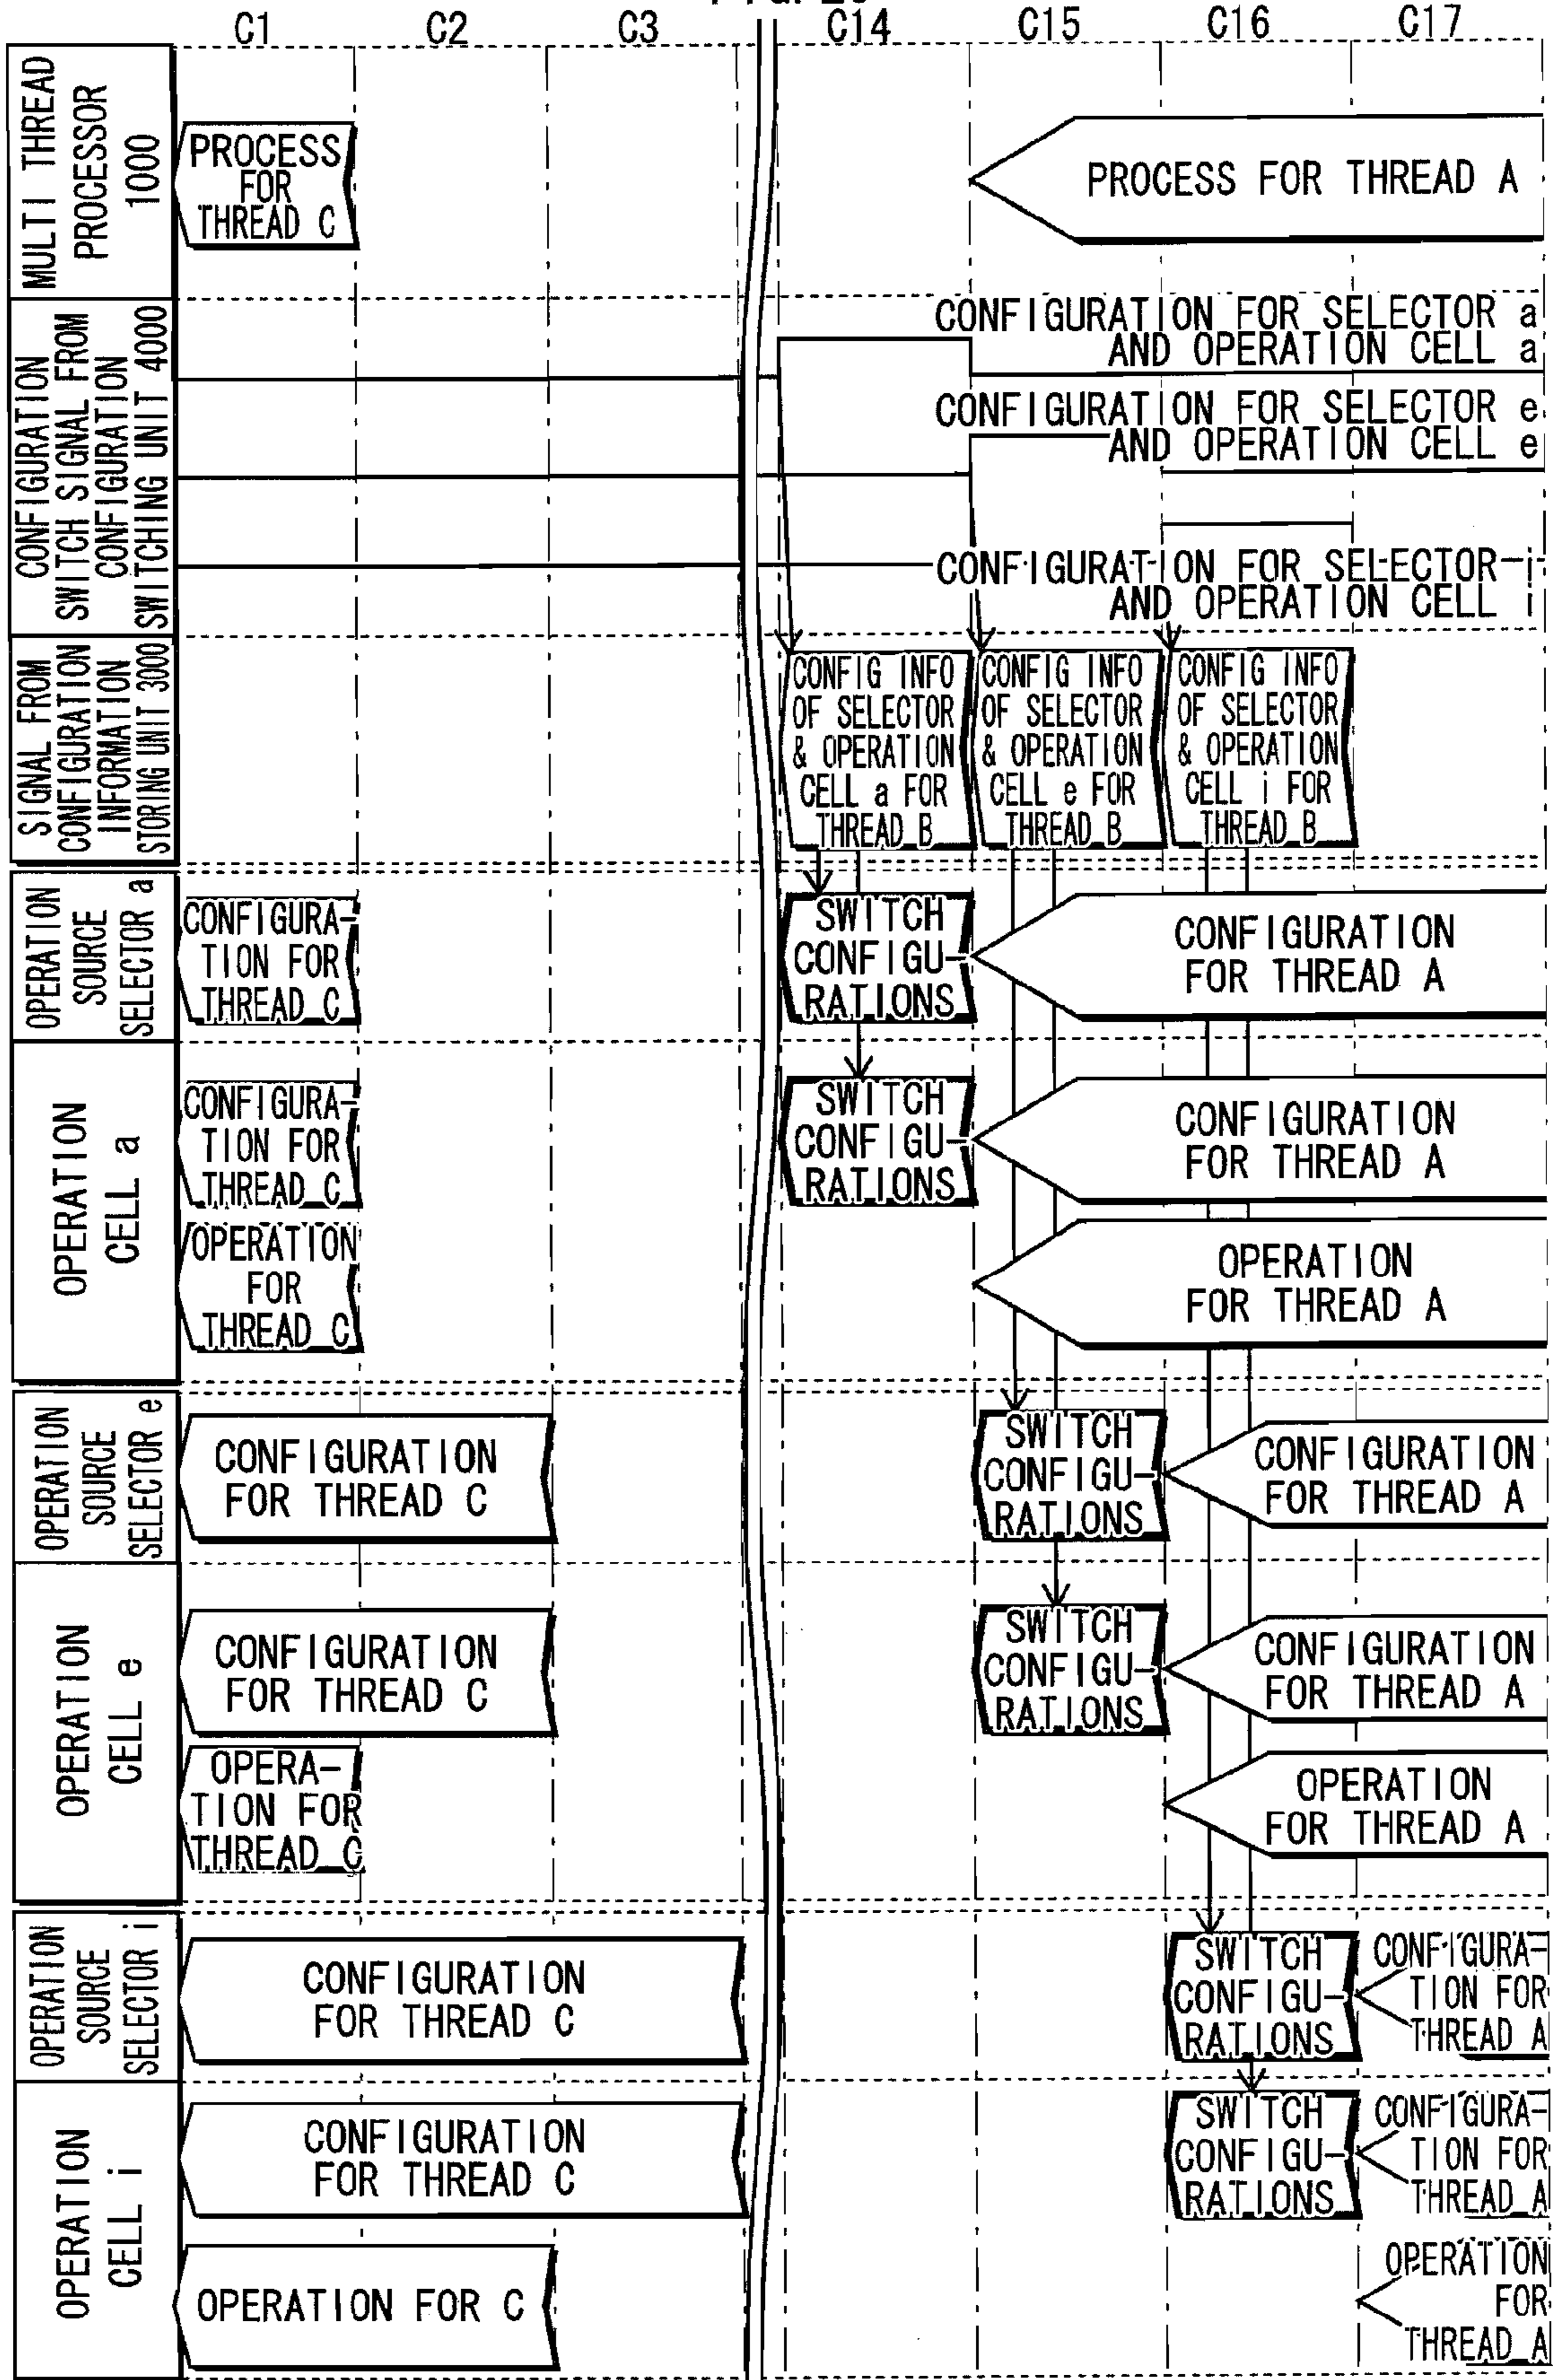 C1 C2 C3 C14 C15 C16 C17
MULTI THREAD
PROCESSOR
1000
PROCESS
FOR
THREAD C
PROCESS FOR THREAD A
CONFIGURATION
SWITCH SIGNAL FROM
CONFIGURATION
SWITCHING UNIT 4000
CONFIGURATION FOR SELECTOR a
AND OPERATION CELL a
CONFIGURATION FOR SELECTOR e
AND OPERATION CELL e
CONFIGURATION FOR SELECTOR i
AND OPERATION CELL i
SIGNAL FROM
CONFIGURATION
INFORMATION
STORING UNIT 3000
CONFIG INFO
OF SELECTOR
& OPERATION
CELL a FOR
THREAD B
CONFIG INFO
OF SELECTOR
& OPERATION
CELL e FOR
THREAD B
CONFIG INFO
OF SELECTOR
& OPERATION
CELL i FOR
THREAD B
OPERATION
SOURCE
SELECTOR a
CONFIGURA-
TION FOR
THREAD C
SWITCH
CONFIGU-
RATIONS
CONFIGURATION
FOR THREAD A
OPERATION
CELL a
CONFIGURA-
TION FOR
THREAD C
SWITCH
CONFIGU-
RATIONS
CONFIGURATION
FOR THREAD A
OPERATION
FOR
THREAD C
OPERATION
FOR THREAD A
OPERATION
SOURCE
SELECTOR e
CONFIGURATION
FOR THREAD C
SWITCH
CONFIGU-
RATIONS
CONFIGURATION
FOR THREAD A
OPERATION
CELL e
CONFIGURATION
FOR THREAD C
SWITCH
CONFIGU-
RATIONS
CONFIGURATION
FOR THREAD A
OPERA-
TION FOR
THREAD C
OPERATION
FOR THREAD A
OPERATION
SOURCE
SELECTOR i
CONFIGURATION
FOR THREAD C
SWITCH
CONFIGU-
RATIONS
CONFIGURA-
TION FOR
THREAD A
OPERATION
CELL i
CONFIGURATION
FOR THREAD C
SWITCH
CONFIGU-
RATIONS
CONFIGURA-
TION FOR
THREAD A
OPERATION FOR C
OPERATION
FOR
THREAD A